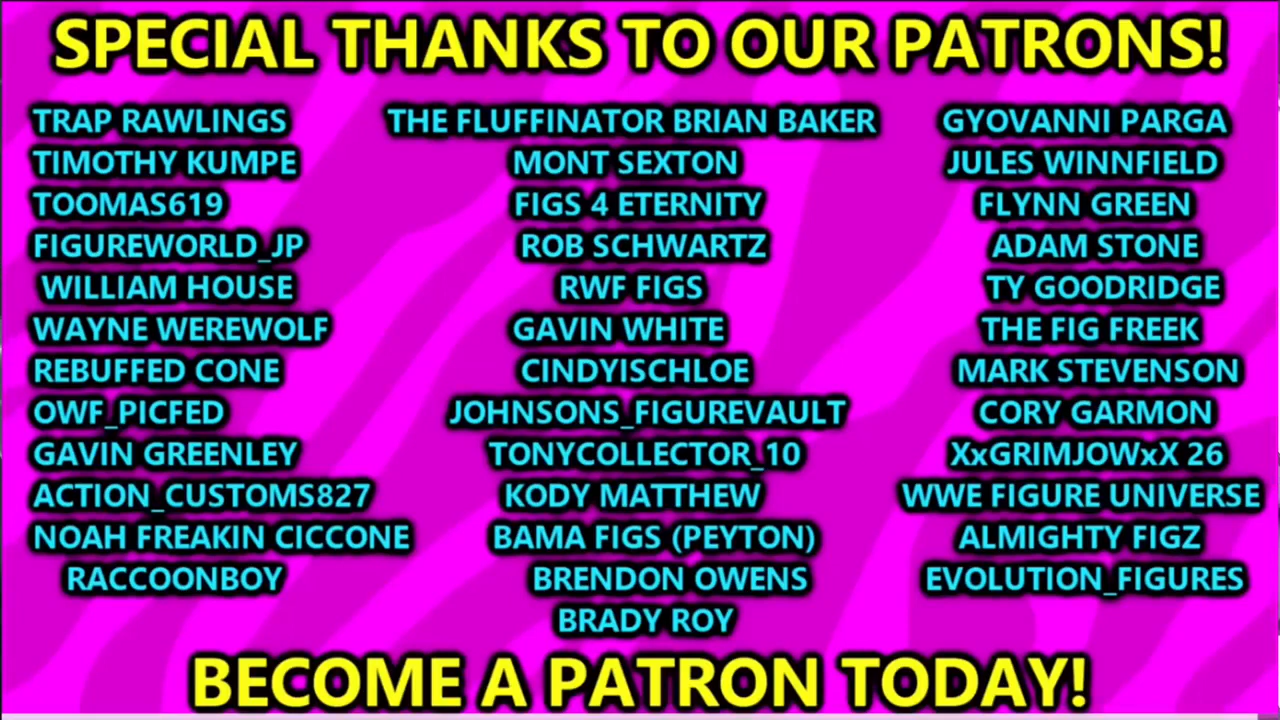 SPECIAL THANKS TO OUR PATRONS!
TRAP RAWLINGS
TIMOTHY KUMPE
TOOMAS619
FIGUREWORLD_JP
WILLIAM HOUSE
WAYNE WEREWOLF
REBUFFED CONE
OWF_PICFED
GAVIN GREENLEY
ACTION_CUSTOMS827
NOAH FREAKIN CICCONE
RACCOONBOY
THE FLUFFINATOR BRIAN BAKER
MONT SEXTON
FIGS 4 ETERNITY
ROB SCHWARTZ
RWF FIGS
GAVIN WHITE
CINDYISCHLOE
JOHNSONS_FIGUREVAULT
TONYCOLLECTOR_10
KODY MATTHEW
BAMA FIGS (PEYTON)
BRENDON OWENS
BRADY ROY
GYOVANNI PARGA
JULES WINNFIELD
FLYNN GREEN
ADAM STONE
TY GOODRIDGE
THE FIG FREEK
MARK STEVENSON
CORY GARMON
XxGRIMJOWxX 26
WWE FIGURE UNIVERSE
ALMIGHTY FIGZ
EVOLUTION_FIGURES
BECOME A PATRON TODAY!